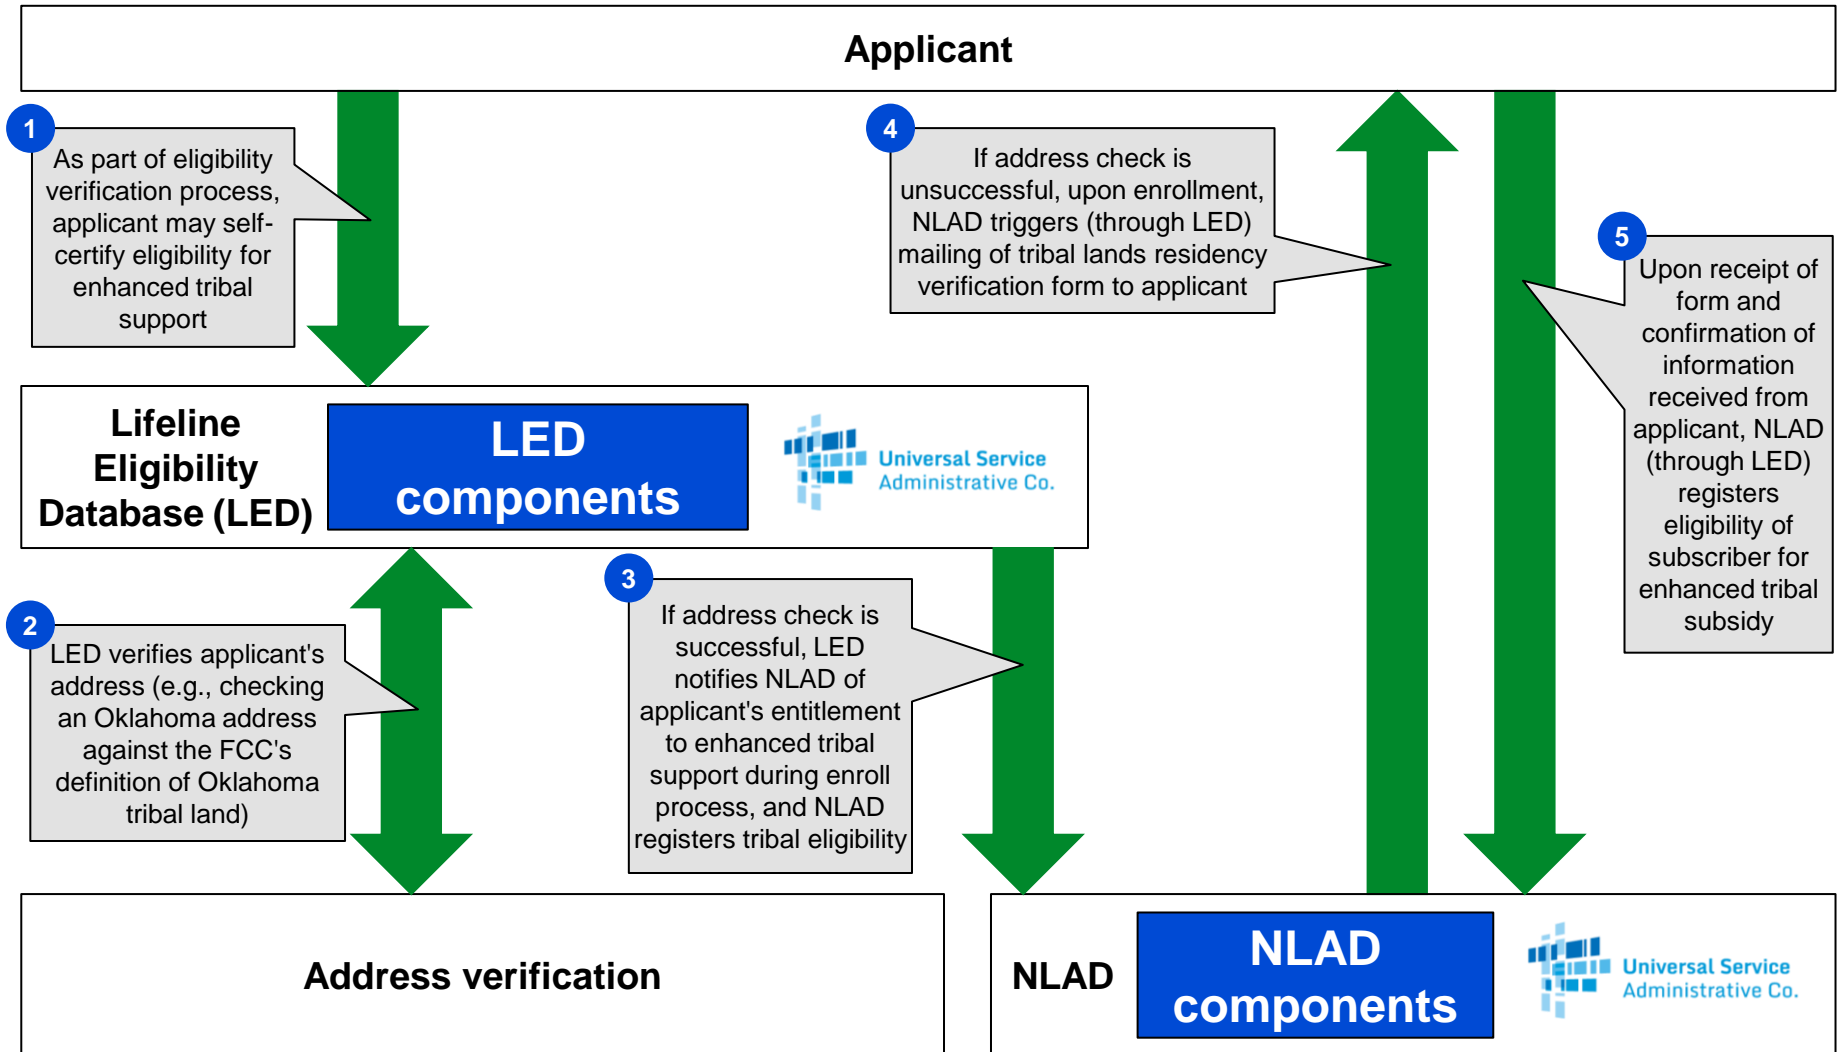 Applicant
1
As part of eligibility
verification process,
applicant may self-
certify eligibility for
enhanced tribal
support
4
If address check is
unsuccessful, upon enrollment,
NLAD triggers (through LED)
mailing of tribal lands residency
verification form to applicant
5
Upon receipt of
form and
confirmation of
information
received from
applicant, NLAD
(through LED)
registers
eligibility of
subscriber for
enhanced tribal
subsidy
Lifeline
Eligibility
Database (LED)
LED
components
Universal Service
Administrative Co.
2
LED verifies applicant's
address (e.g., checking
an Oklahoma address
against the FCC's
definition of Oklahoma
tribal land)
3
If address check is
successful, LED
notifies NLAD of
applicant's entitlement
to enhanced tribal
support during enroll
process, and NLAD
registers tribal eligibility
Address verification
NLAD
NLAD
components
Universal Service
Administrative Co.